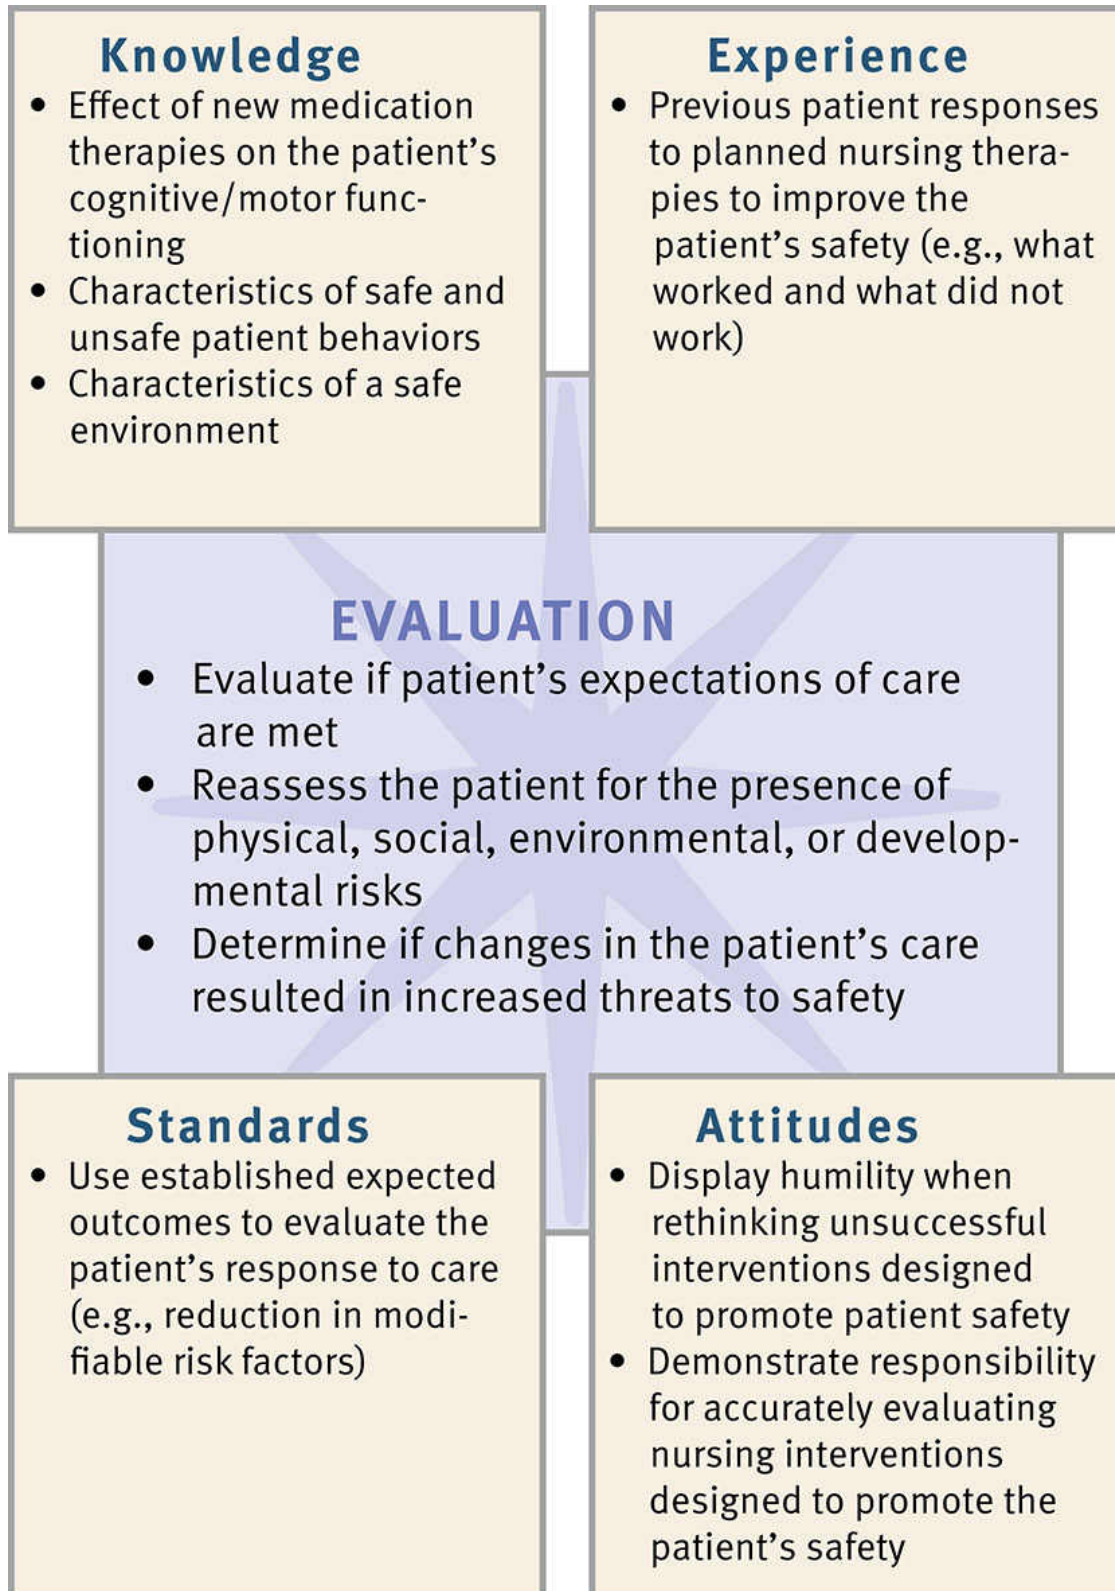 Knowledge
• Effect of new medication
therapies on the patient's
cognitive/motor func-
tioning
• Characteristics of safe and
unsafe patient behaviors
• Characteristics of a safe
environment
Experience
• Previous patient responses
to planned nursing thera-
pies to improve the
patient's safety (e.g., what
worked and what did not
work)
EVALUATION
• Evaluate if patient's expectations of care
are met
• Reassess the patient for the presence of
physical, social, environmental, or develop-
mental risks
• Determine if changes in the patient's care
resulted in increased threats to safety
Standards
• Use established expected
outcomes to evaluate the
patient's response to care
(e.g., reduction in modi-
fiable risk factors)
Attitudes
• Display humility when
rethinking unsuccessful
interventions designed
to promote patient safety
• Demonstrate responsibility
for accurately evaluating
nursing interventions
designed to promote the
patient's safety